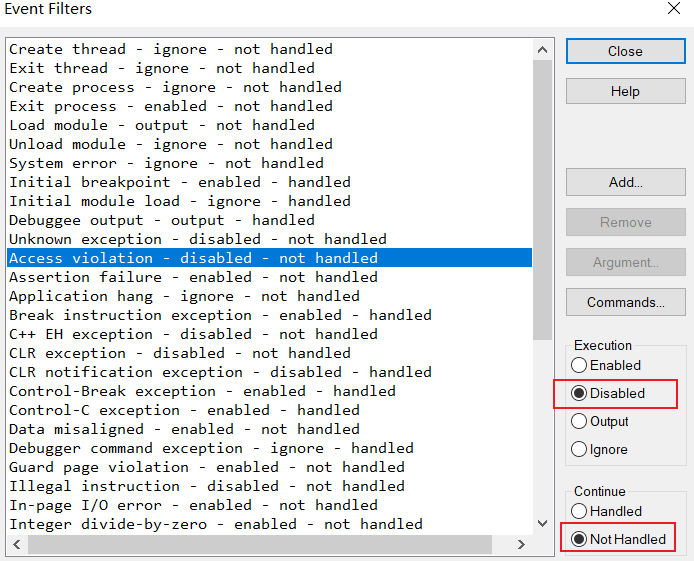 Event Filters
Create thread - ignore - not handled
Exit thread - ignore - not handled
Create process - ignore - not handled
Exit process - enabled - not handled
Load module - output - not handled
Unload module - ignore - not handled
System error - ignore - not handled
Initial breakpoint - enabled - handled
Initial module load - ignore - handled
Debuggee output - output - handled
Unknown exception - disabled - not handled
Access violation - disabled - not handled
Assertion failure - enabled - not handled
Application hang - ignore - not handled
Break instruction exception - enabled - handled
C++ EH exception - disabled - not handled
CLR exception - disabled - not handled
CLR notification exception - disabled - handled
Control-Break exception - enabled - handled
Control-C exception - enabled - handled
Data misaligned - enabled - not handled
Debugger command exception - ignore - handled
Guard page violation - enabled - not handled
Illegal instruction - disabled - not handled
In-page I/O error - enabled - not handled
Integer divide-by-zero - enabled - not handled
Close
Help
Add...
Remove
Argument...
Commands...
Execution
Enabled
Disabled
Output
Ignore
Continue
Handled
Not Handled